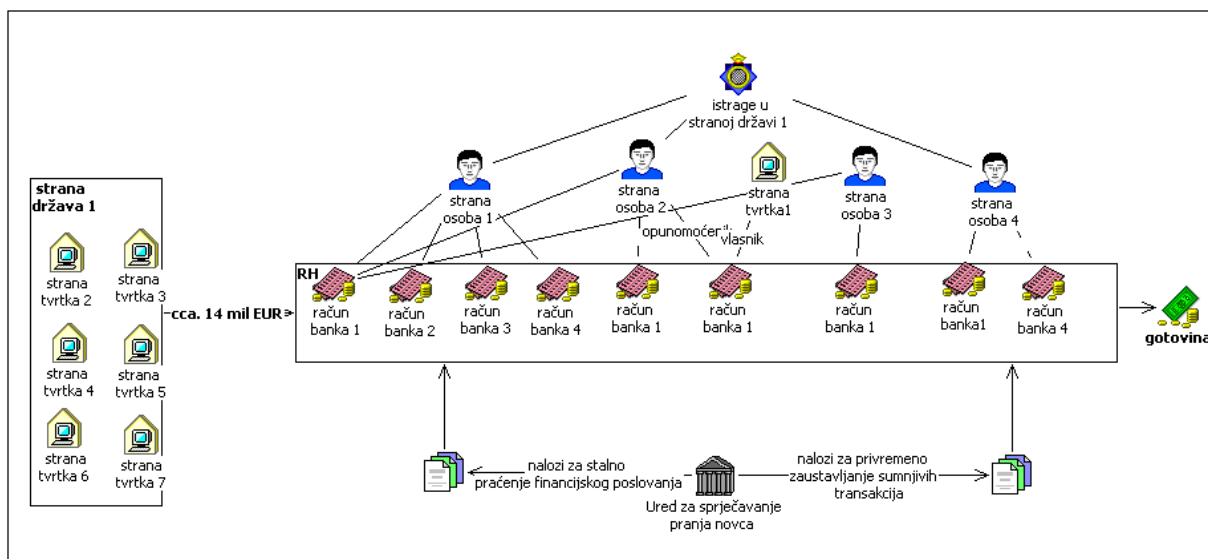 istrage u
stranoj državi 1
strana
država 1
strana
tvrtka 2
strana
tvrtka 3
strana
tvrtka 4
strana
tvrtka 5
strana
tvrtka 6
strana
tvrtka 7
cca. 14 mil EUR
strana
osoba 1
strana
osoba 2
strana
tvrtka1
strana
osoba 3
strana
osoba 4
vlasnik
RH
račun
banka 1
račun
banka 2
račun
banka 3
račun
banka 4
račun
banka 1
račun
banka 1
račun
banka 1
račun
banka1
račun
banka 4
gotovina
nalozi za stalno
praćenje financijskog poslovanja
Ured za sprječavanje
pranja novca
nalozi za privremeno
zaustavljanje sumnjivih
transakcija